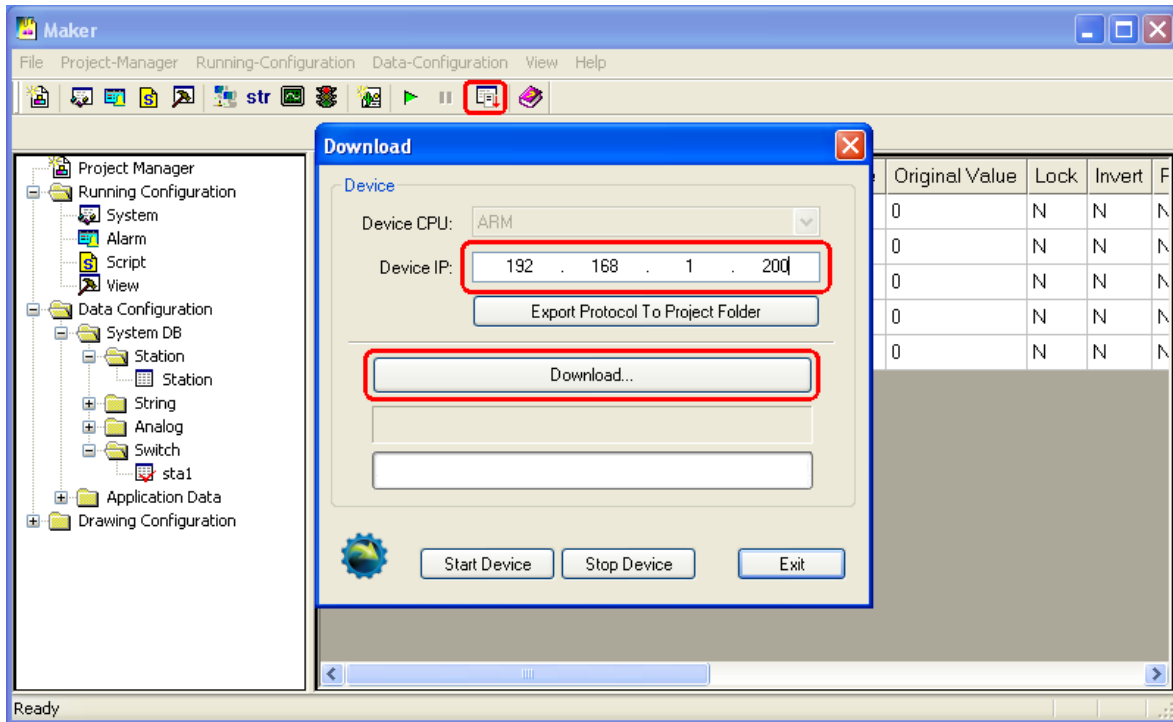 Maker
File Project-Manager Running-Configuration Data-Configuration View Help
str
Download
Project Manager
Running Configuration
System
Alarm
Script
View
Data Configuration
System DB
Station
Station
String
Analog
Switch
sta1
Application Data
Drawing Configuration
Device
Device CPU: ARM
Device IP: 192 . 168 . 1 . 200
Export Protocol To Project Folder
Download...
Start Device Stop Device Exit
Original Value Lock Invert F
0 N N N
0 N N N
0 N N N
0 N N N
0 N N N
Ready